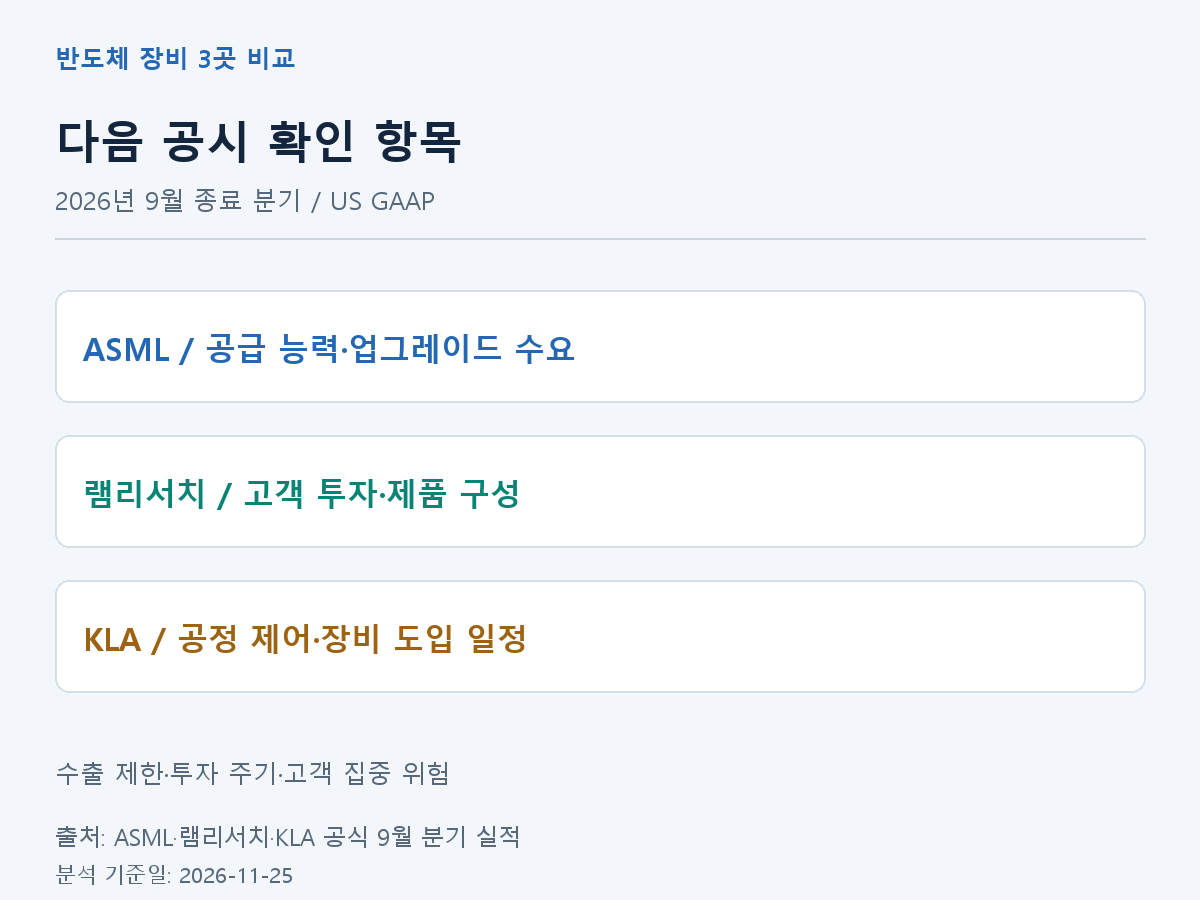 반도체 장비 3곳 비교
다음 공시 확인 항목
2026년 9월 종료 분기 / US GAAP
ASML / 공급 능력·업그레이드 수요
램리서치 / 고객 투자·제품 구성
KLA / 공정 제어·장비 도입 일정
수출 제한·투자 주기·고객 집중 위험
출처: ASML·램리서치·KLA 공식 9월 분기 실적
분석 기준일: 2026-11-25